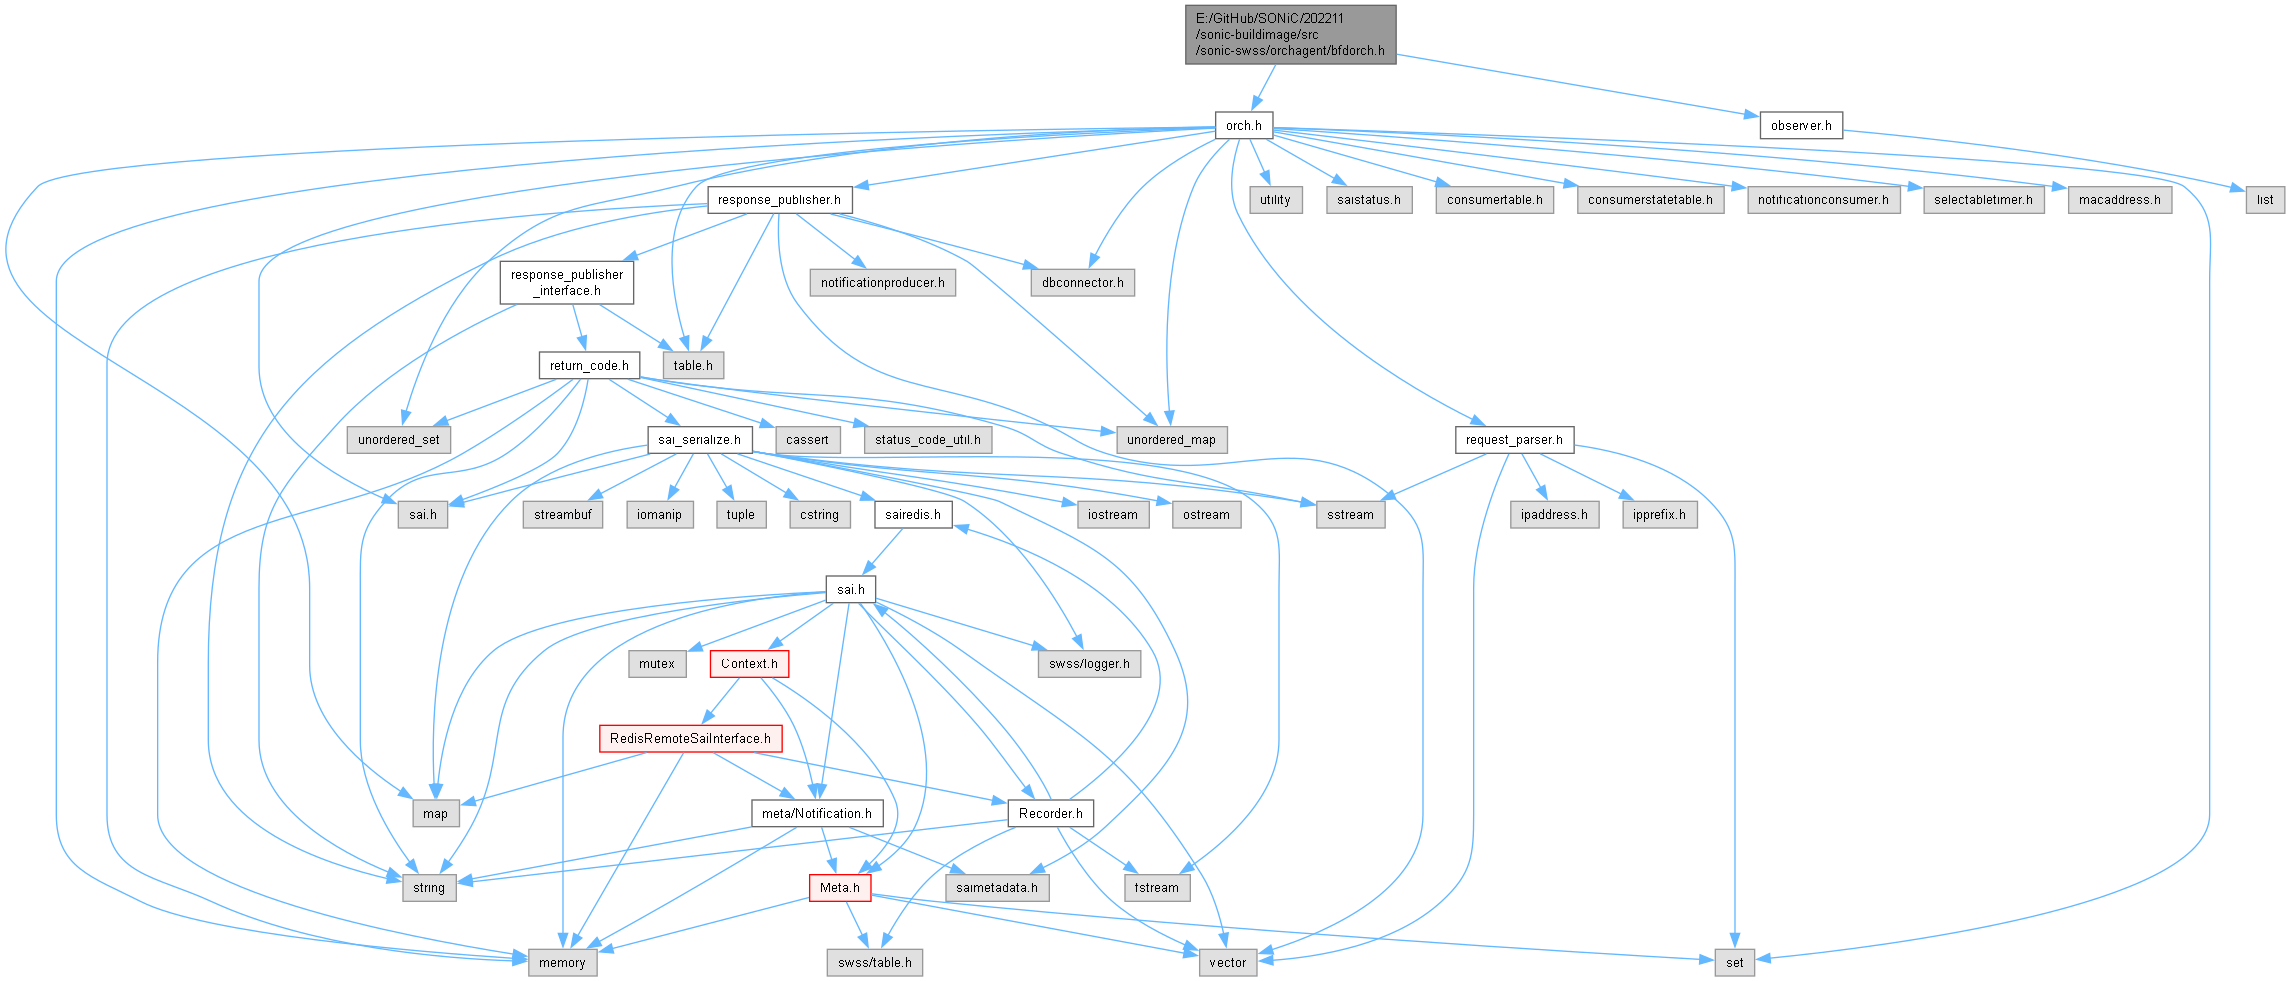 E:/GitHub/SONiC/202211
/sonic-buildimage/src
/sonic-swss/orchagent/bfdorch.h
orch.h
observer.h
response_publisher.h
utility
saistatus.h
consumertable.h
consumerstatetable.h
notificationconsumer.h
selectabletimer.h
macaddress.h
list
response_publisher
_interface.h
notificationproducer.h
dbconnector.h
return_code.h
table.h
unordered_set
sai_serialize.h
cassert
status_code_util.h
unordered_map
request_parser.h
sai.h
streambuf
iomanip
tuple
cstring
sairedis.h
iostream
ostream
sstream
ipaddress.h
ipprefix.h
sai.h
mutex
Context.h
swss/logger.h
RedisRemoteSaiInterface.h
map
meta/Notification.h
Recorder.h
string
Meta.h
saimetadata.h
fstream
memory
swss/table.h
vector
set